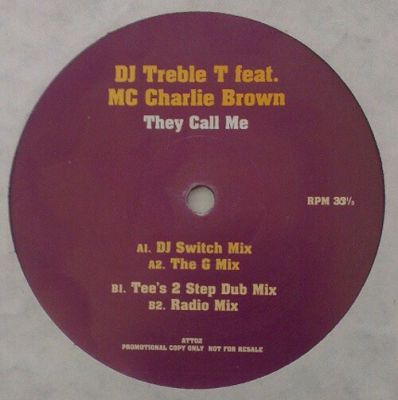 DJ Treble T feat.
MC Charlie Brown
They Call Me
RPM 33⅓
A1. DJ Switch Mix
A2. The G Mix
B1. Tee's 2 Step Dub Mix
B2. Radio Mix
ATT02
PROMOTIONAL COPY ONLY NOT FOR RESALE